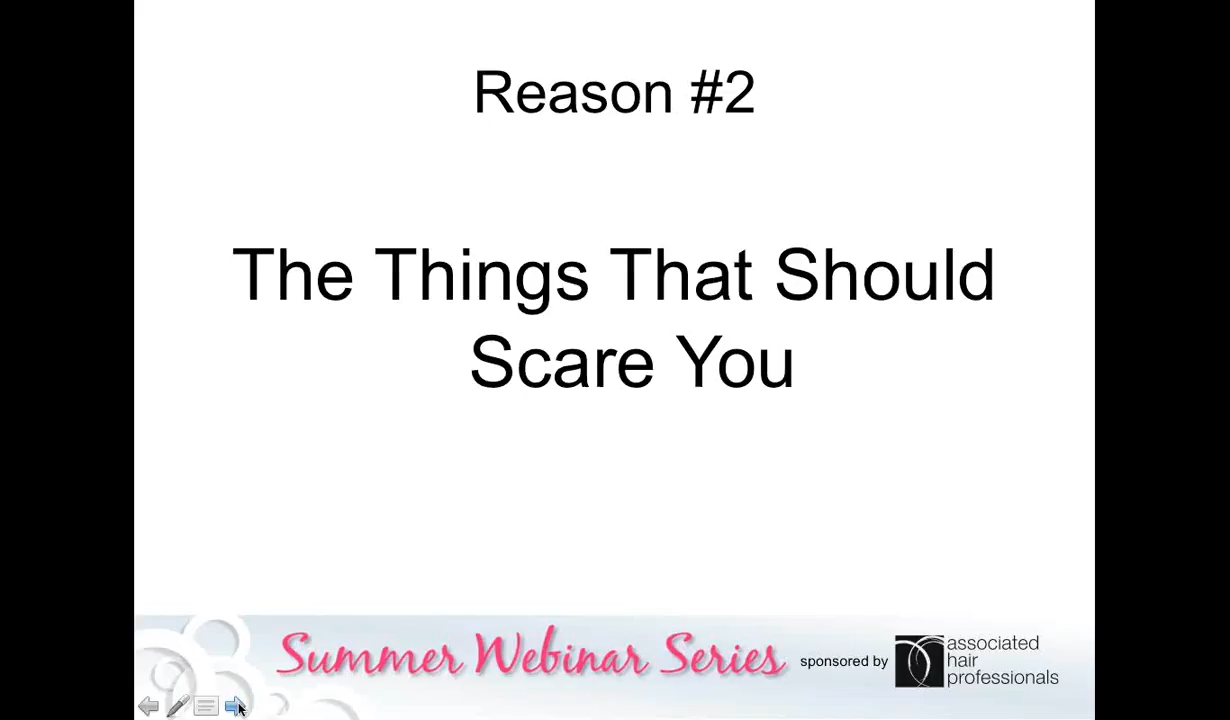 Reason #2
The Things That Should
Scare You
Summer Webinar Series
sponsored by
associated
hair
professionals